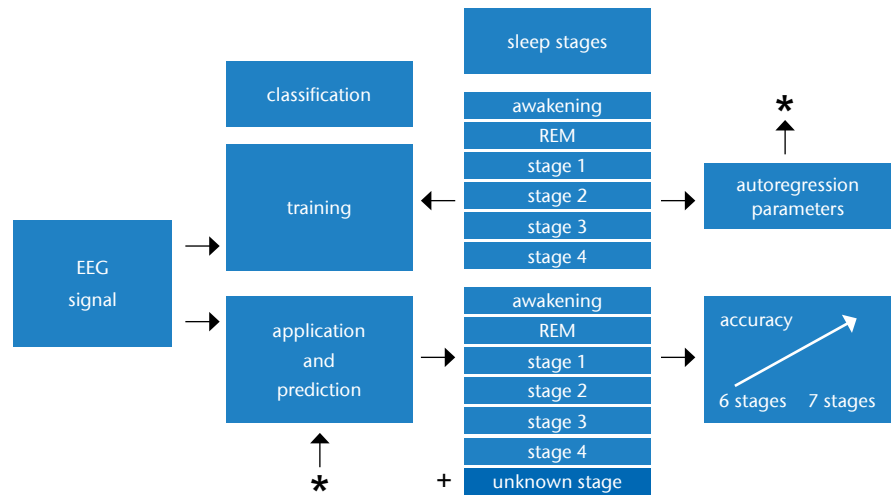 sleep stages
classification
awakening
REM
stage 1
stage 2
stage 3
stage 4
*
training
autoregression
parameters
EEG
signal
application
and
prediction
awakening
REM
stage 1
stage 2
stage 3
stage 4
+ unknown stage
accuracy
6 stages 7 stages
*